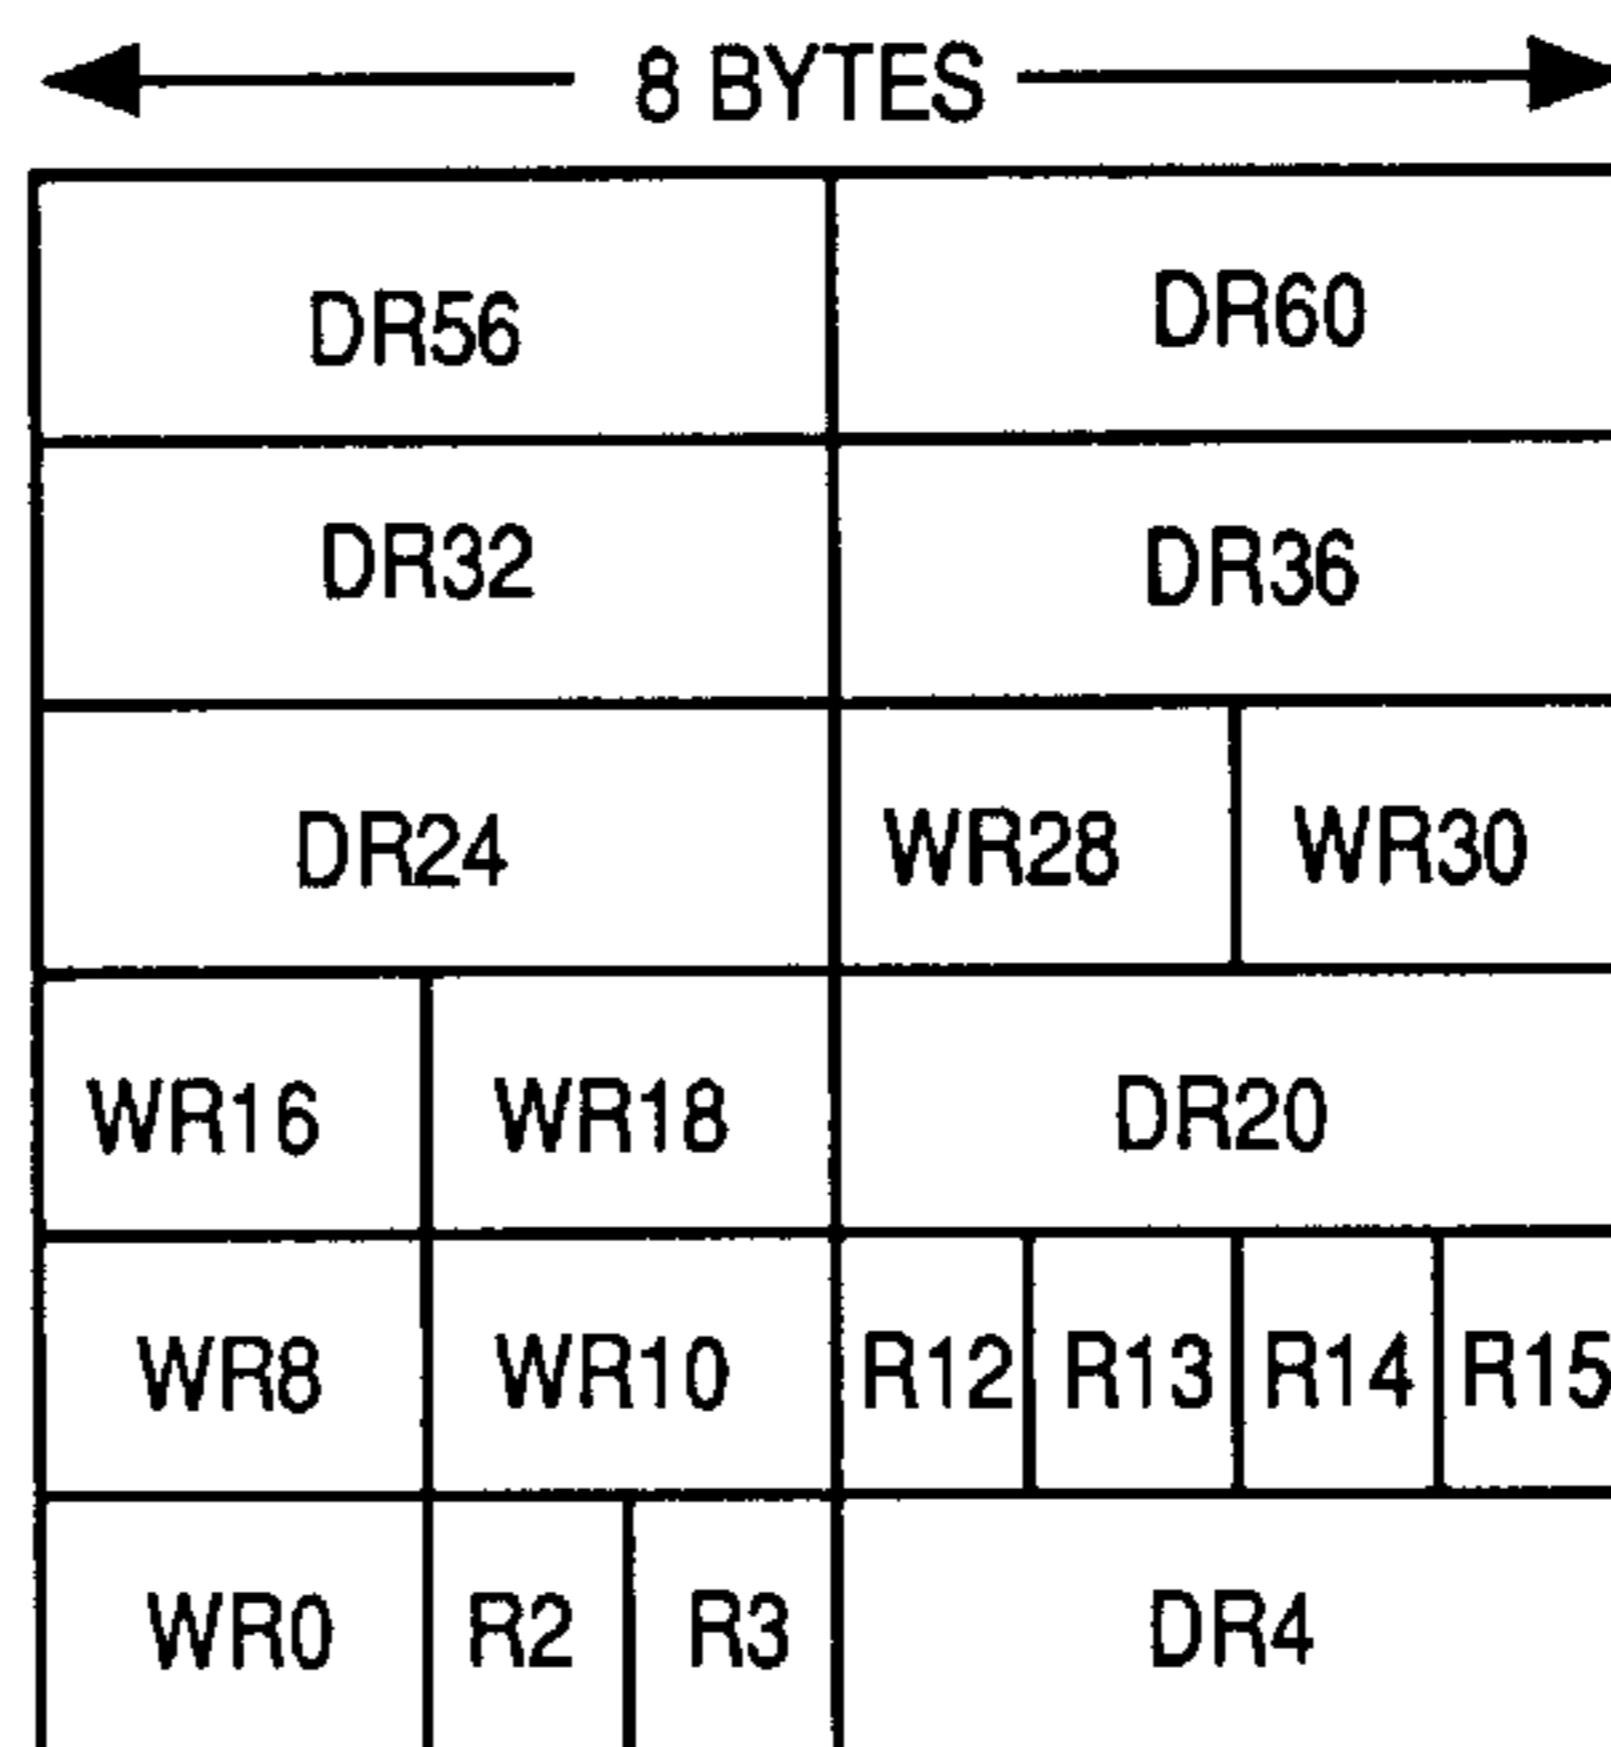 8 BYTES
DR56 DR60
DR32 DR36
DR24 WR28 WR30
WR16 WR18 DR20
WR8 WR10 R12 R13 R14 R15
WR0 R2 R3 DR4